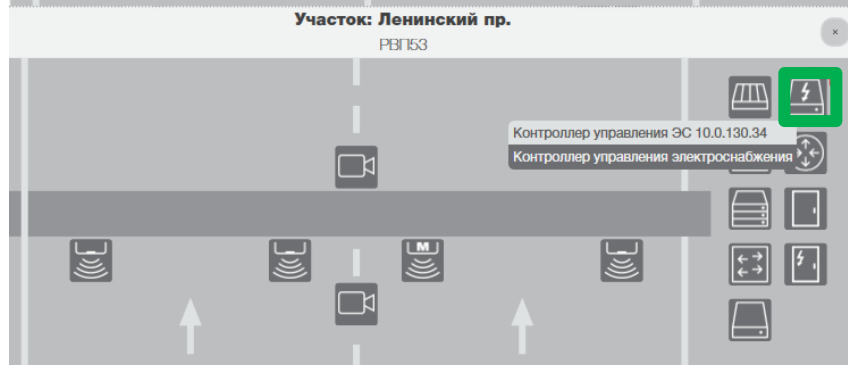 Участок: Ленинский пр.
РВП53
×
Контроллер управления ЭС 10.0.130.34
Контроллер управления электроснабжения
M